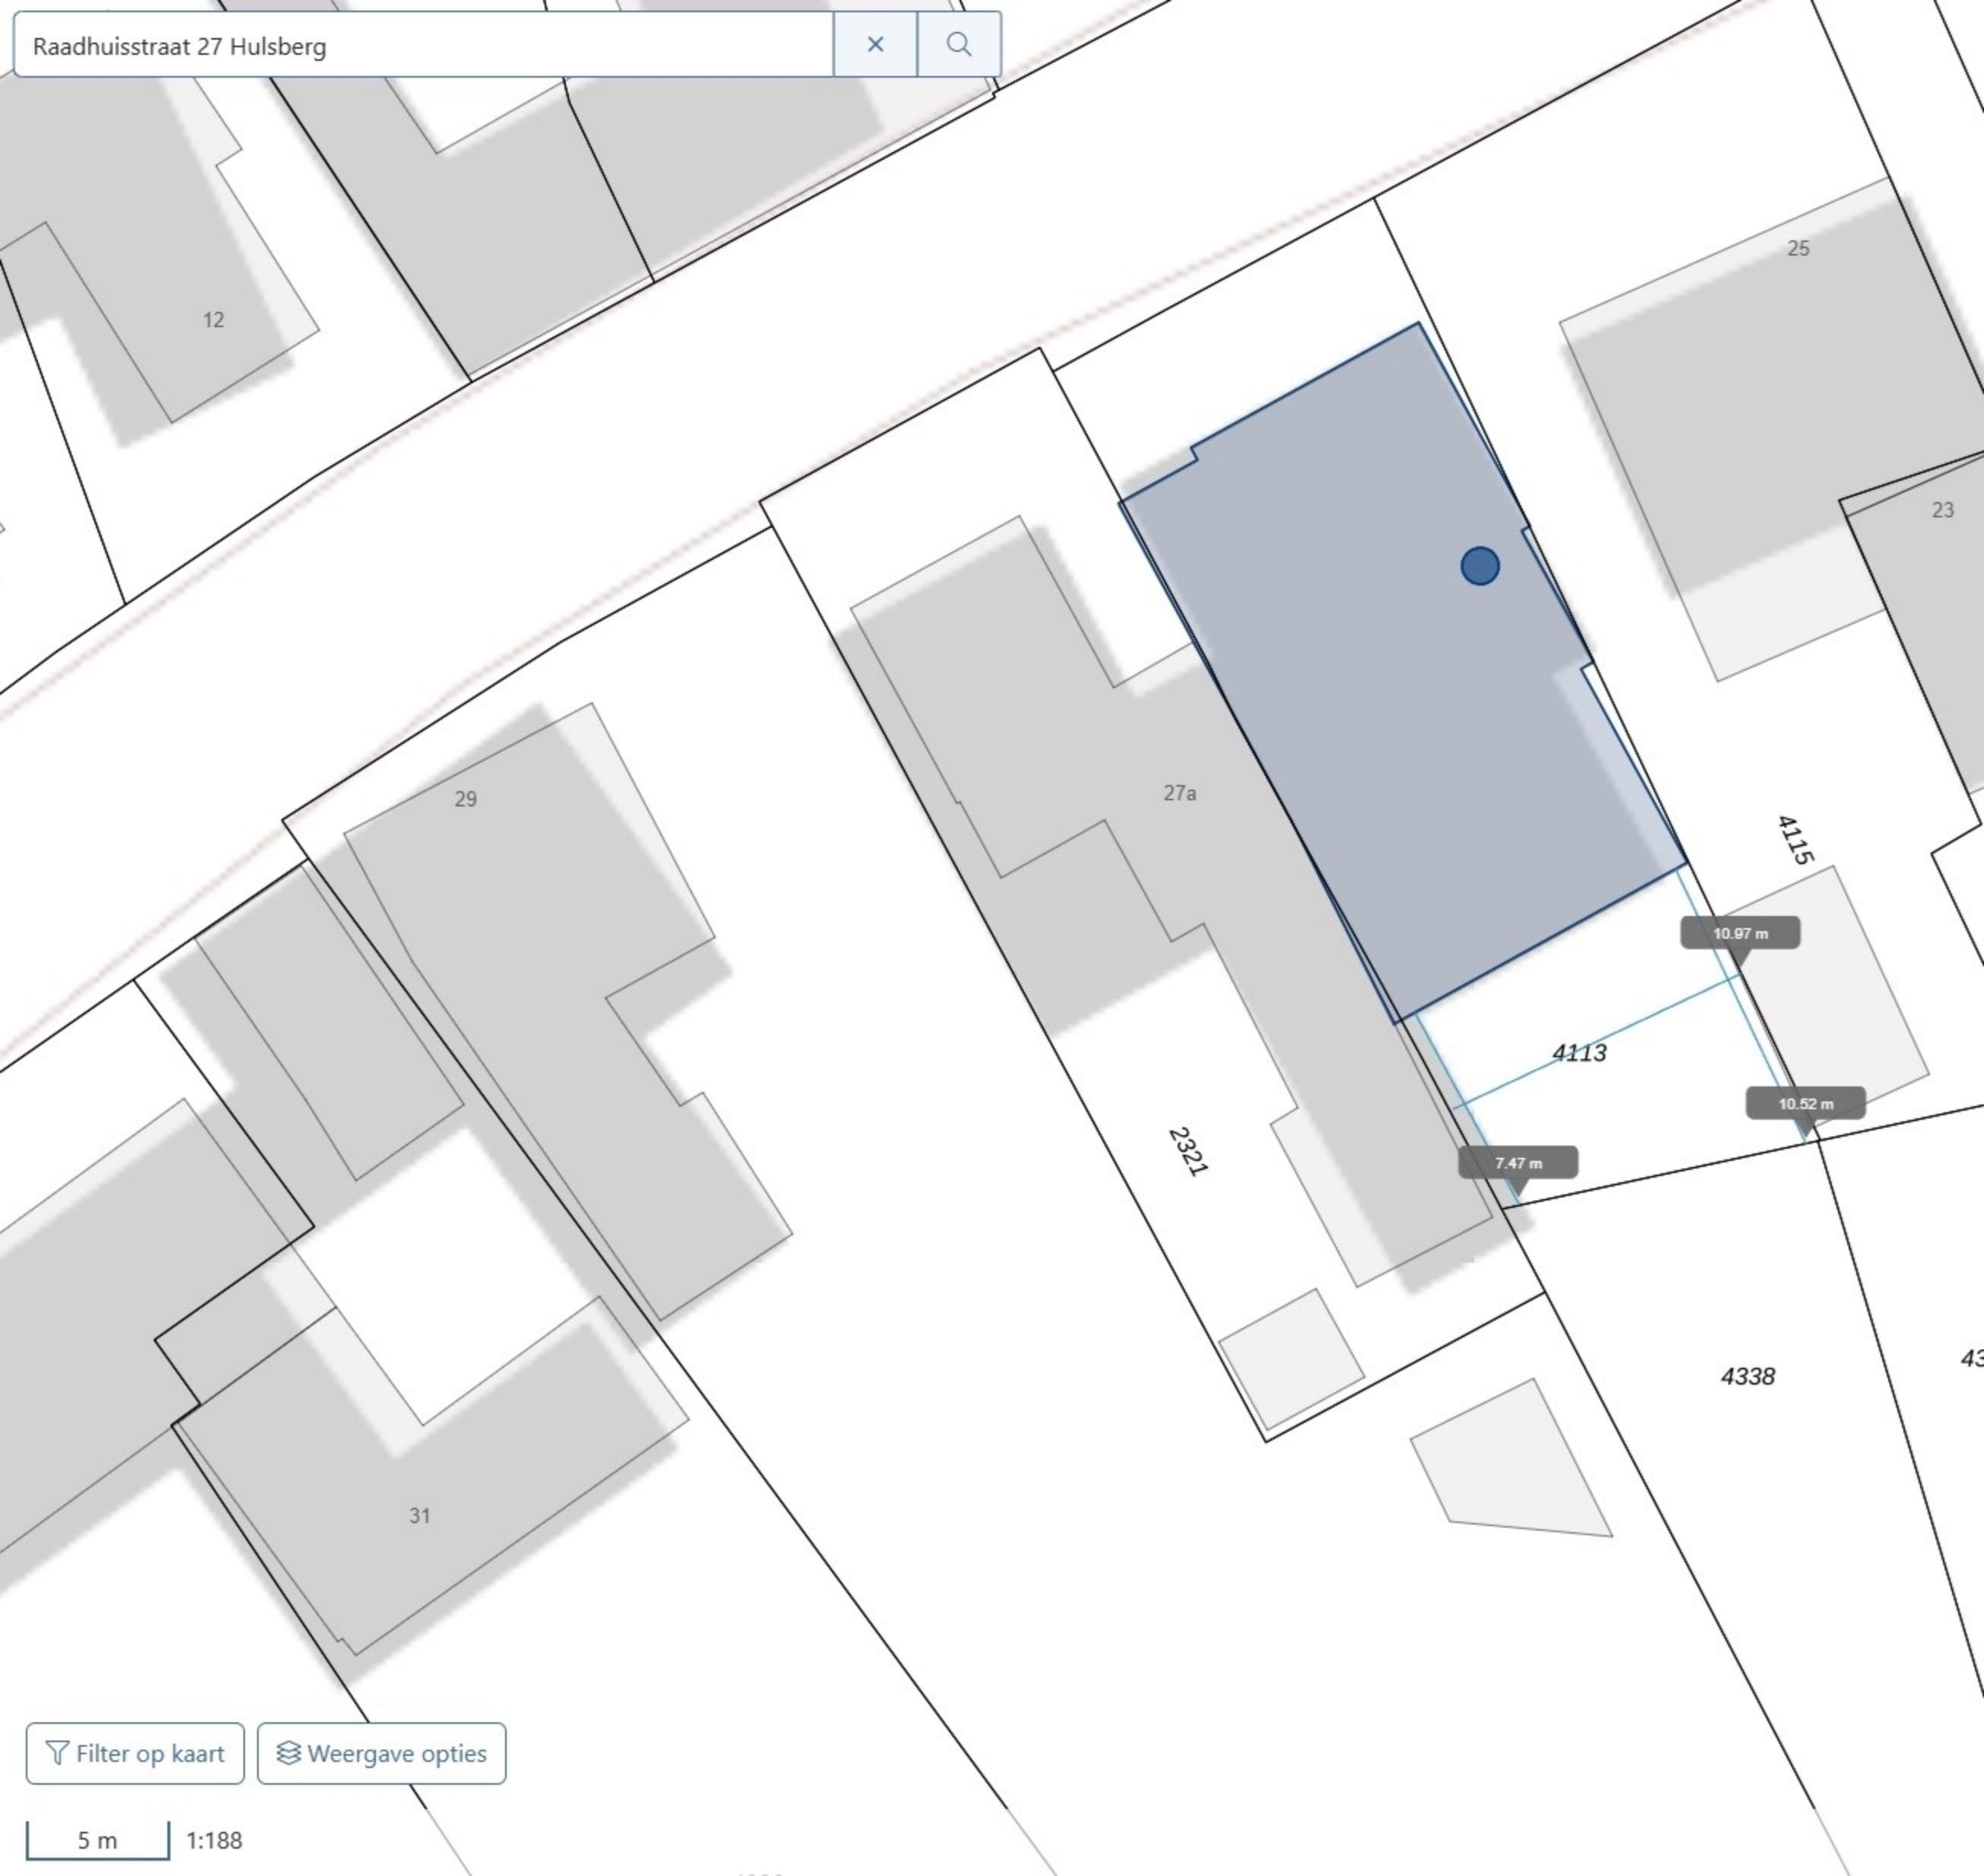 Raadhuisstraat 27 Hulsberg
25
12
23
27a
29
4115
10.97 m
4113
10.52 m
2321
7.47 m
43
4338
31
Filter op kaart
Weergave opties
5 m
1:188